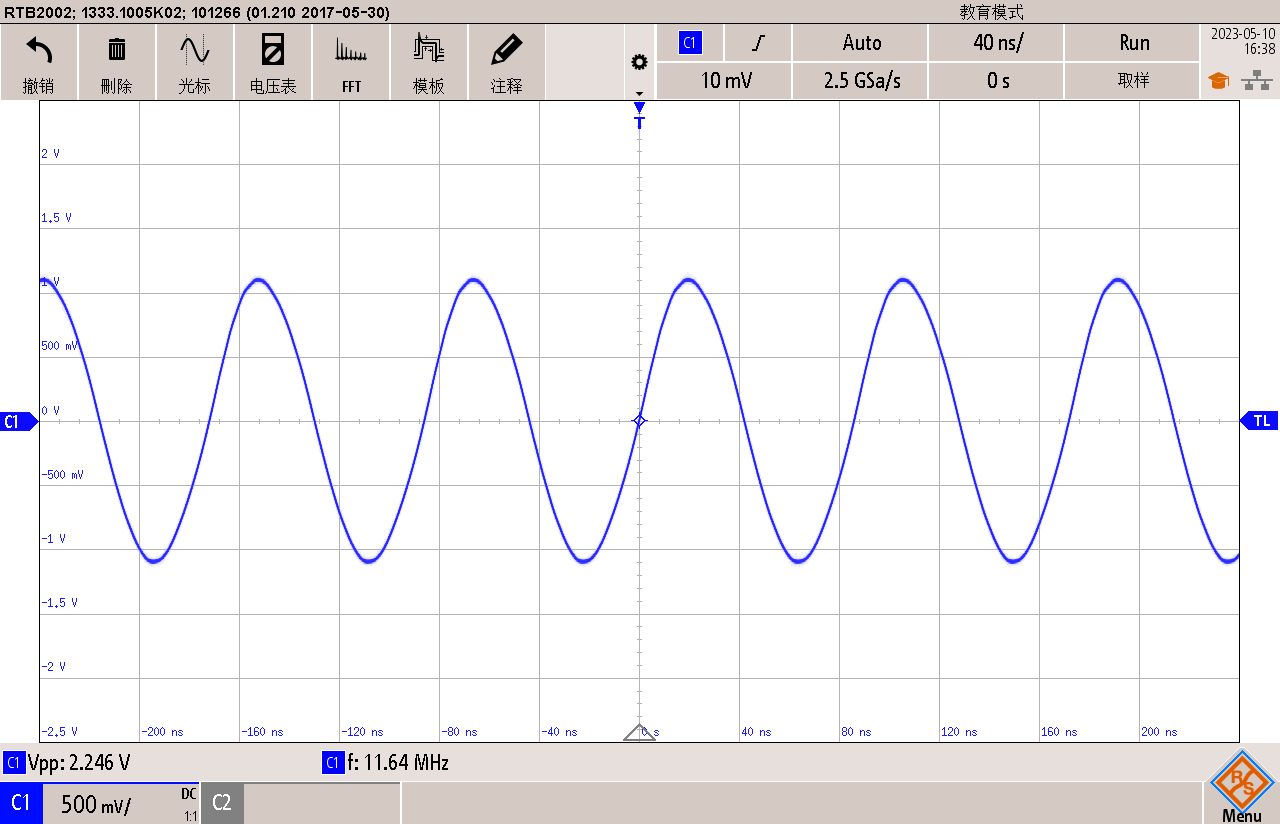 RTB2002; 1333.1005K02; 101266 (01.210 2017-05-30)
教育模式
撤销
删除
光标
电压表
FFT
模板
注释
C1
Auto
40 ns/
Run
2023-05-10
16:38
10 mV
2.5 GSa/s
0 s
取样
T
2 V
1.5 V
1 V
500 mV
0 V
C1
TL
-500 mV
-1 V
-1.5 V
-2 V
-2.5 V
-200 ns
-160 ns
-120 ns
-80 ns
-40 ns
0 s
40 ns
80 ns
120 ns
160 ns
200 ns
C1 Vpp: 2.246 V
C1 f: 11.64 MHz
C1
500 mV/
DC
1:1
C2
R
S
Menu